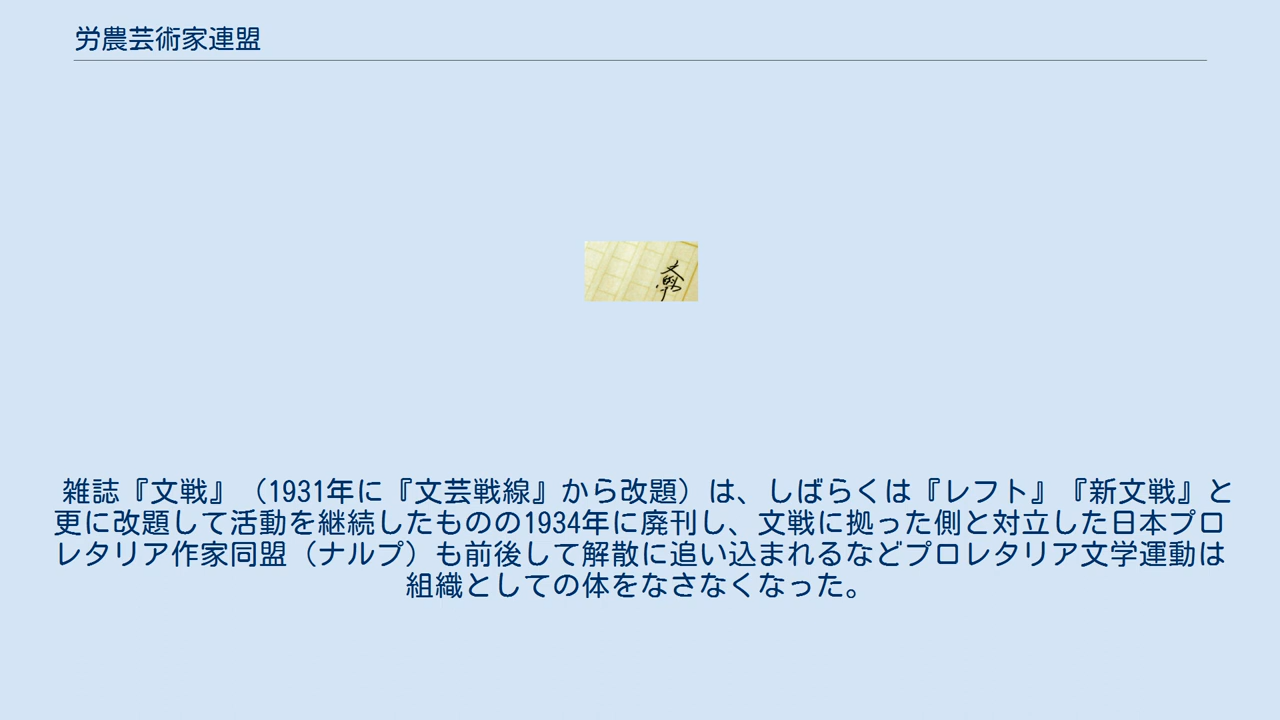 労農芸術家連盟
雑誌『文戦』（1931年に『文芸戦線』から改題）は、しばらくは『レフト』『新文戦』と
更に改題して活動を継続したものの1934年に廃刊し、文戦に拠った側と対立した日本プロ
レタリア作家同盟（ナルプ）も前後して解散に追い込まれるなどプロレタリア文学運動は
組織としての体をなさなくなった。